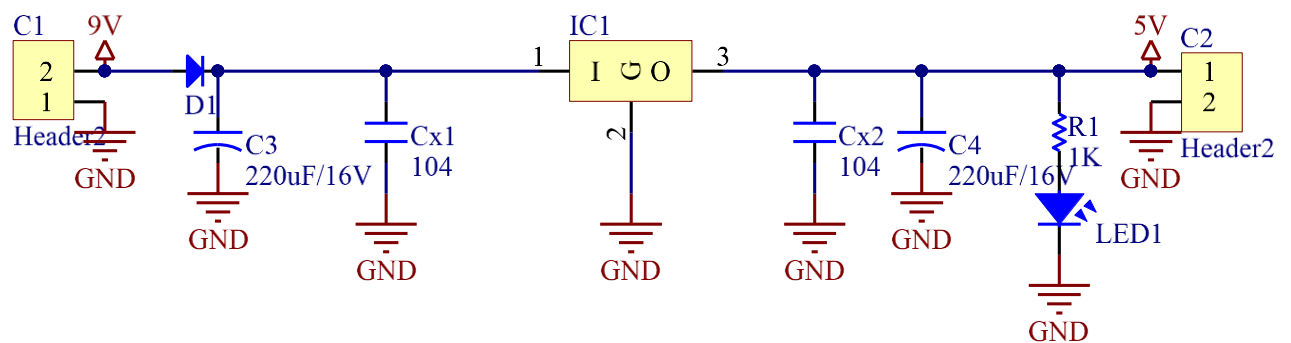 C1
9V
2
1
Header2
GND
D1
C3
220uF/16V
GND
Cx1
104
GND
IC1
1
I
G
O
3
2
GND
Cx2
104
GND
C4
220uF/16V
GND
R1
1K
LED1
GND
5V
C2
1
2
Header2
GND